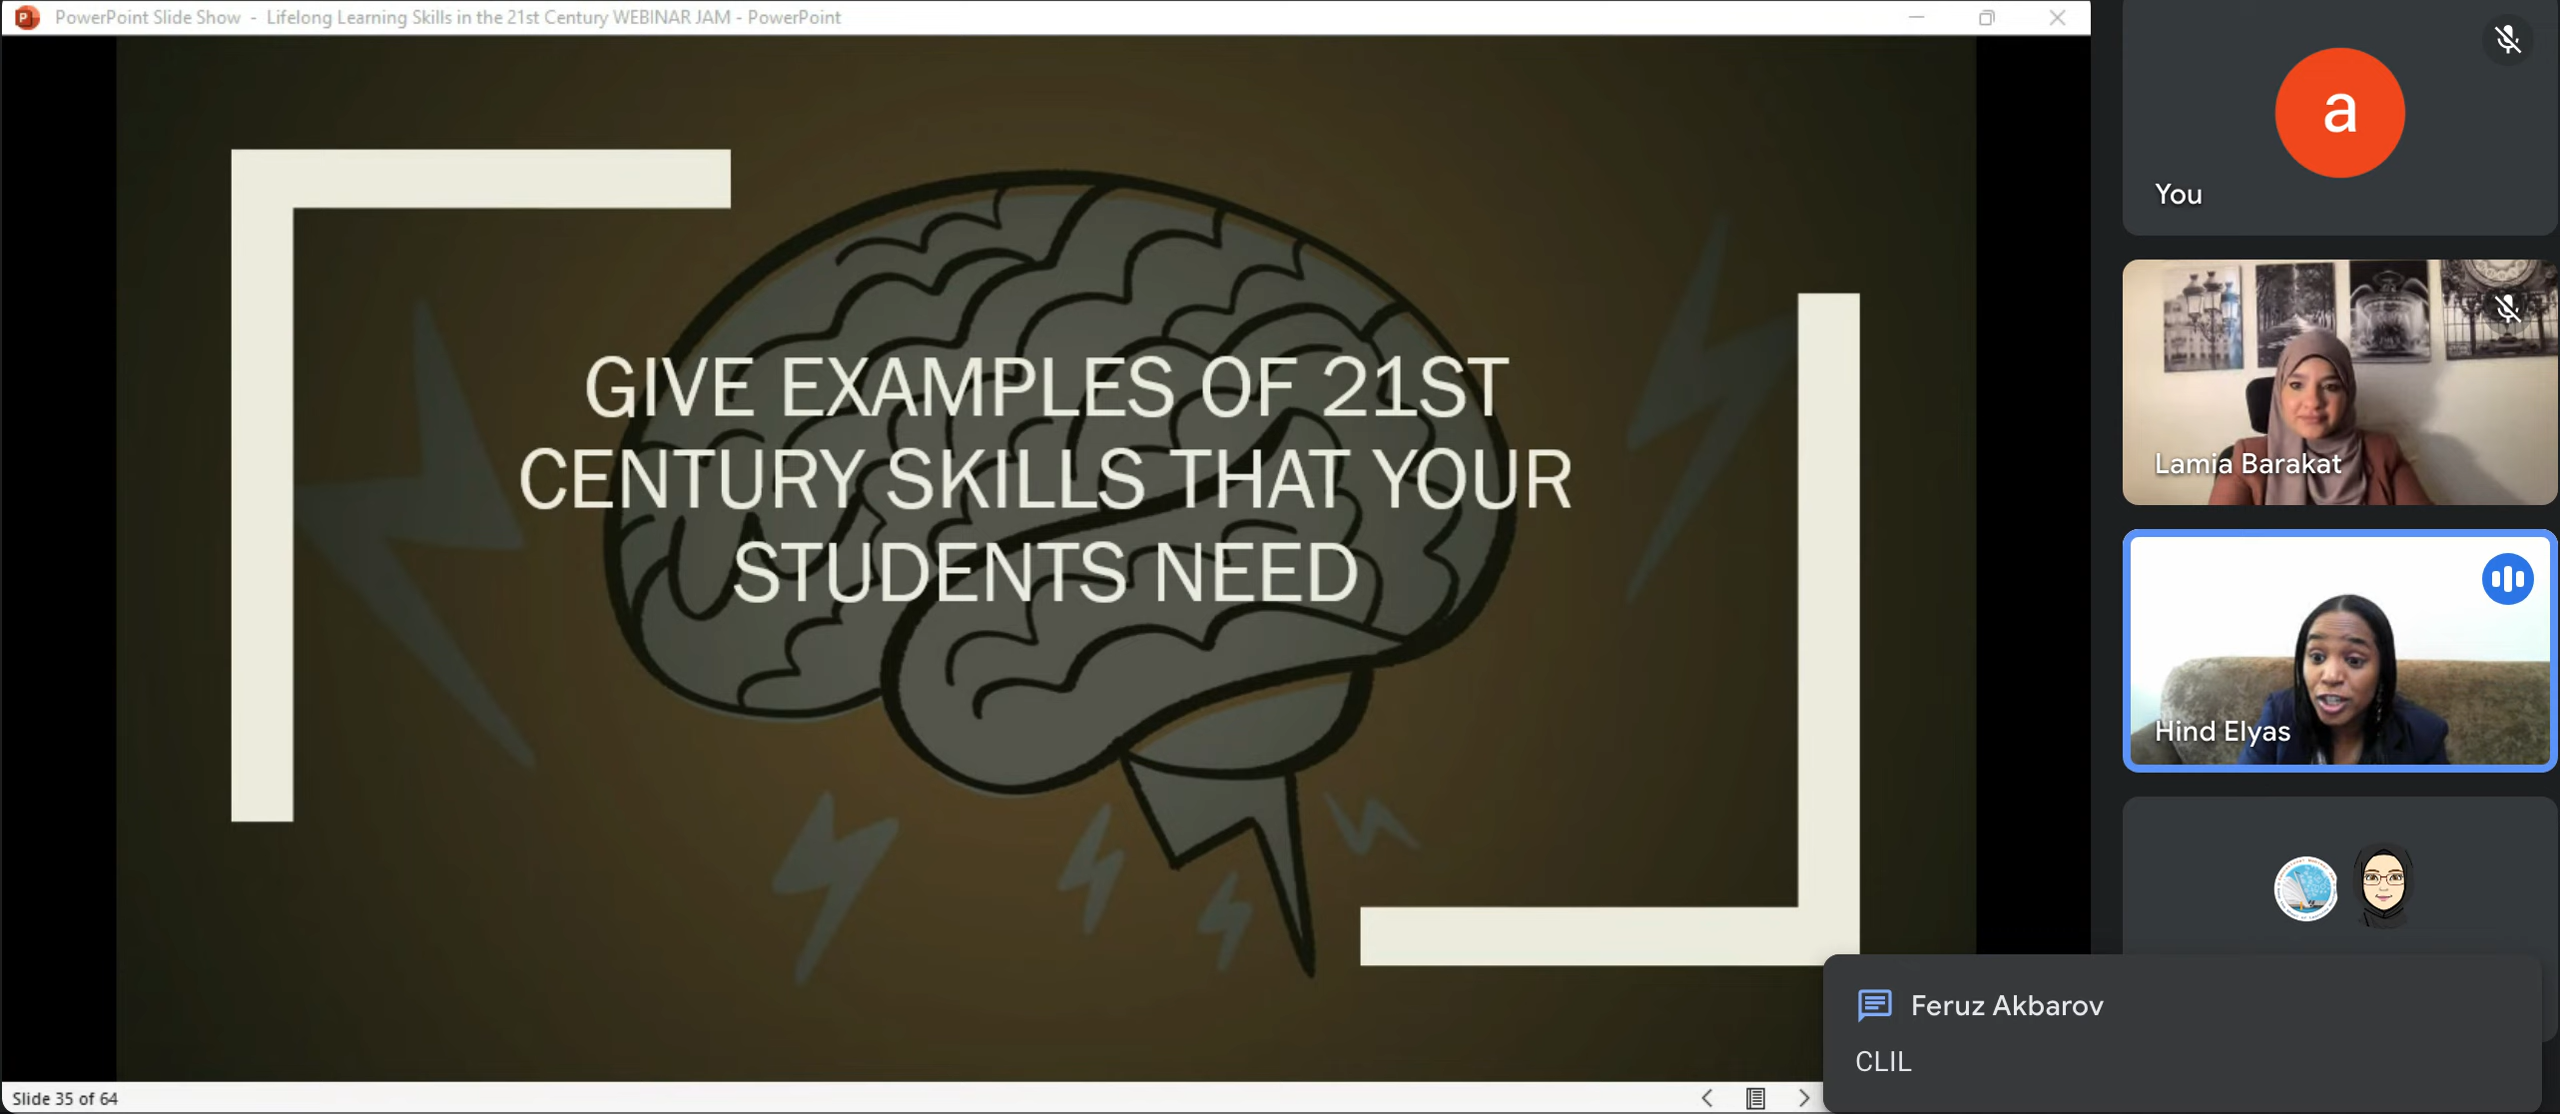 PowerPoint Slide Show - Lifelong Learning Skills in the 21st Century WEBINAR JAM - PowerPoint
GIVE EXAMPLES OF 21ST
CENTURY SKILLS THAT YOUR
STUDENTS NEED
Slide 35 of 64
a
You
Lamia Barakat
Hind Elyas
Feruz Akbarov
CLIL